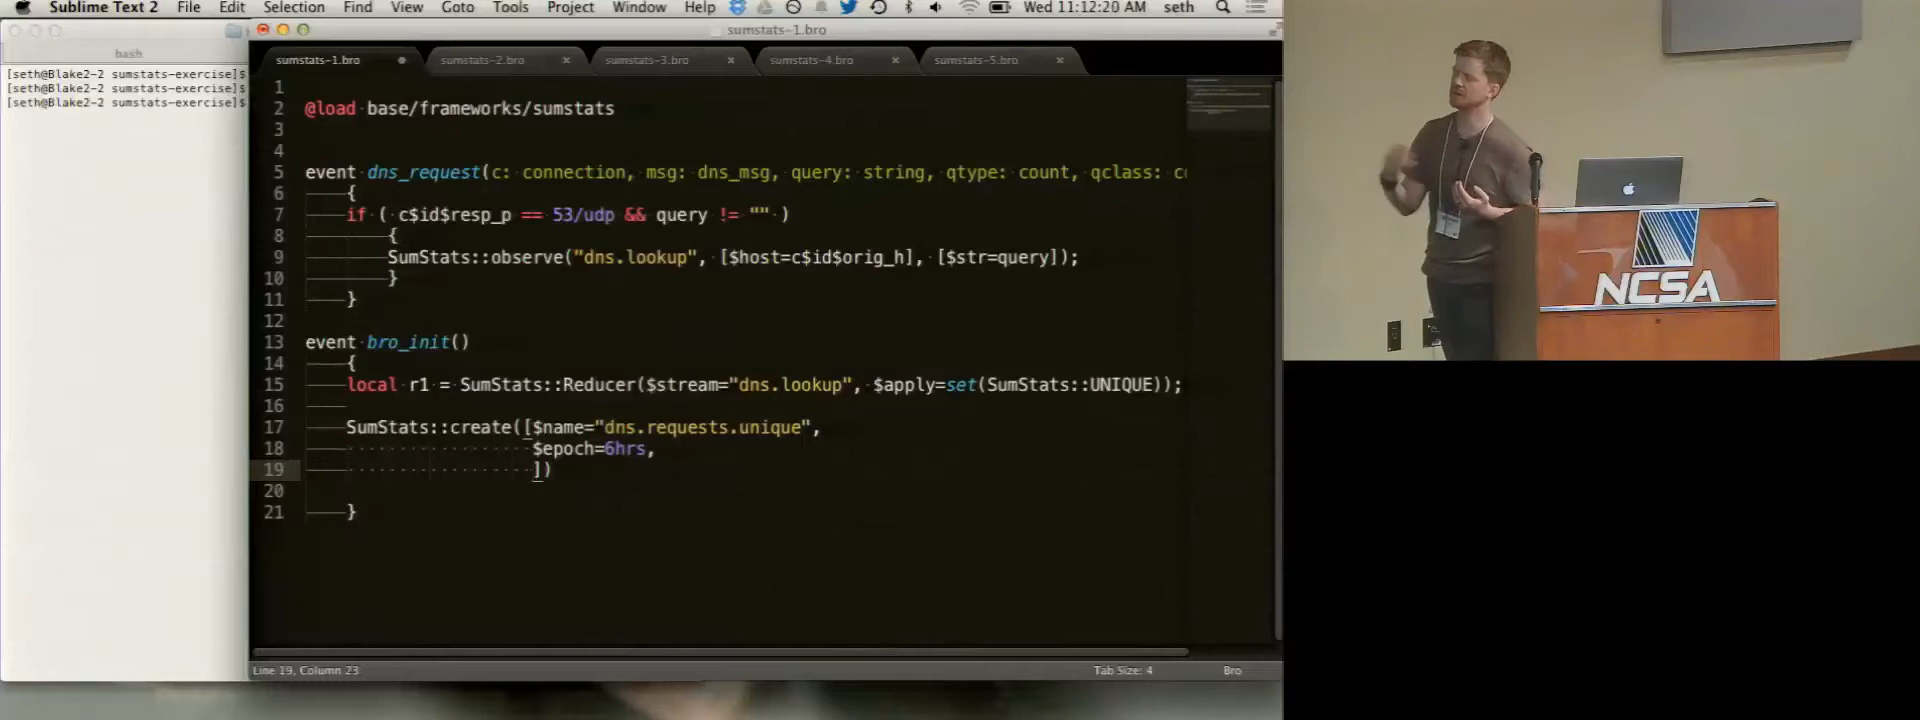 Sublime Text 2 File Edit Selection Find View Goto Tools Project Window Help Wed 11:12:20 AM seth
sumstats-1.bro
bash
[seth@Blake2-2 sumstats-exercise]$
[seth@Blake2-2 sumstats-exercise]$
[seth@Blake2-2 sumstats-exercise]$
sumstats-1.bro sumstats-2.bro sumstats-3.bro sumstats-4.bro sumstats-5.bro
1
2 @load base/frameworks/sumstats
3
4
5 event dns_request(c: connection, msg: dns_msg, query: string, qtype: count, qclass: c
6 {
7 if ( c$id$resp_p == 53/udp && query != "" )
8 {
9 SumStats::observe("dns.lookup", [$host=c$id$orig_h], [$str=query]);
10 }
11 }
12
13 event bro_init()
14 {
15 local r1 = SumStats::Reducer($stream="dns.lookup", $apply=set(SumStats::UNIQUE));
16
17 SumStats::create([$name="dns.requests.unique",
18 $epoch=6hrs,
19 ])
20
21 }
Line 19, Column 23 Tab Size: 4 Bro
NCSA